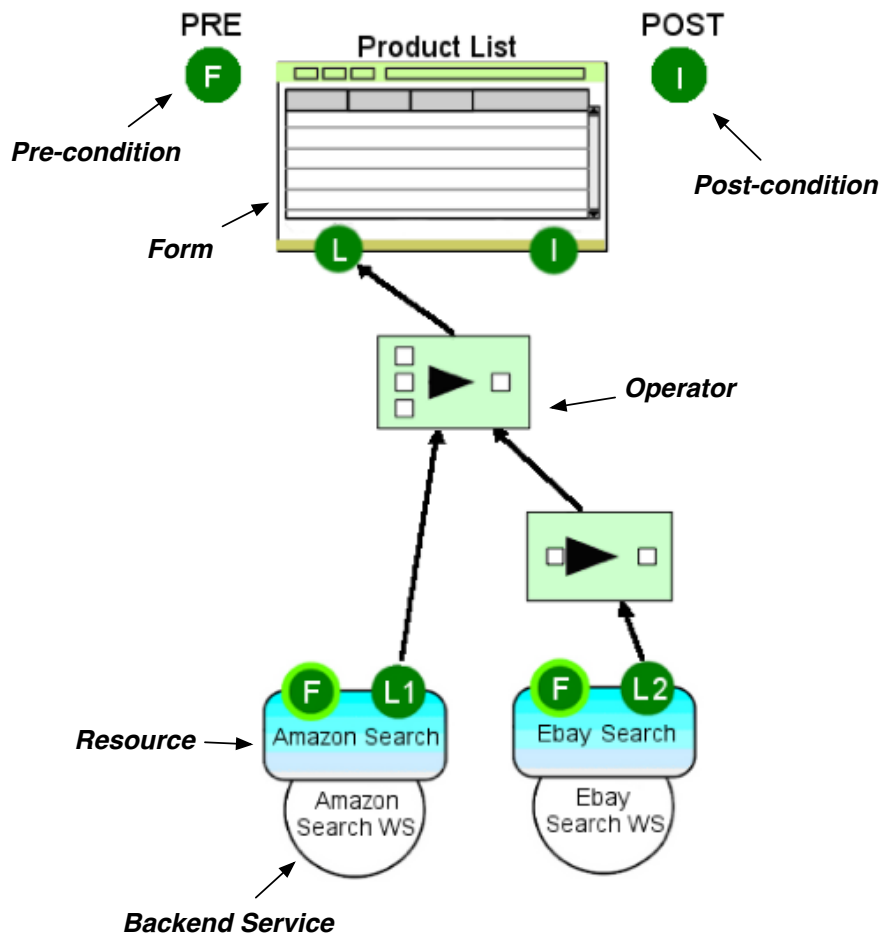 PRE
POST
Product List
F
I
Pre-condition
Post-condition
Form
L
I
Operator
F
L1
F
L2
Resource
Amazon Search
Ebay Search
Amazon
Search WS
Ebay
Search WS
Backend Service